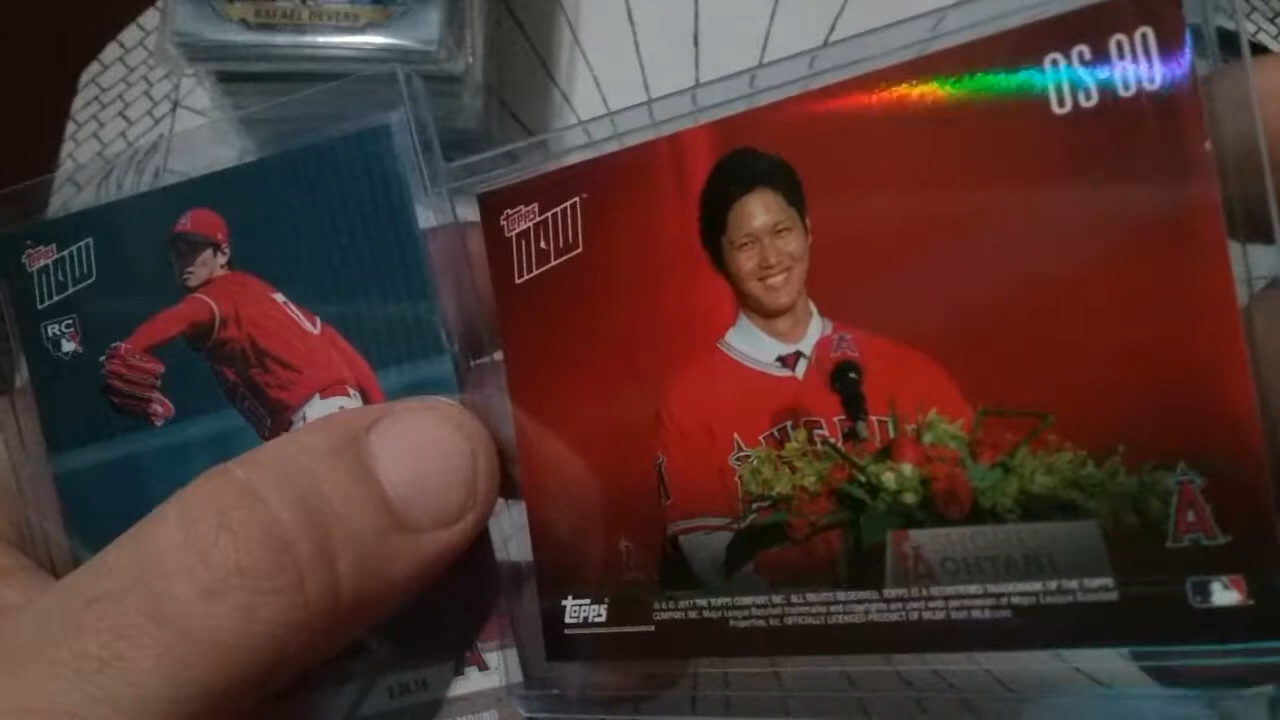 RAFAEL DEVERS
OS-80
TOPPS
NOW
TOPPS
NOW
RC
ANGELS
A
A
OHTANI
TOPPS
& © 2017 THE TOPPS COMPANY, INC. ALL RIGHTS RESERVED. TOPPS IS A REGISTERED TRADEMARK OF THE TOPPS
COMPANY, INC. Major League Baseball trademarks and copyrights are used with permission of Major League Baseball
Properties, Inc. OFFICIALLY LICENSED PRODUCT OF MLBP. Visit MLB.com
A